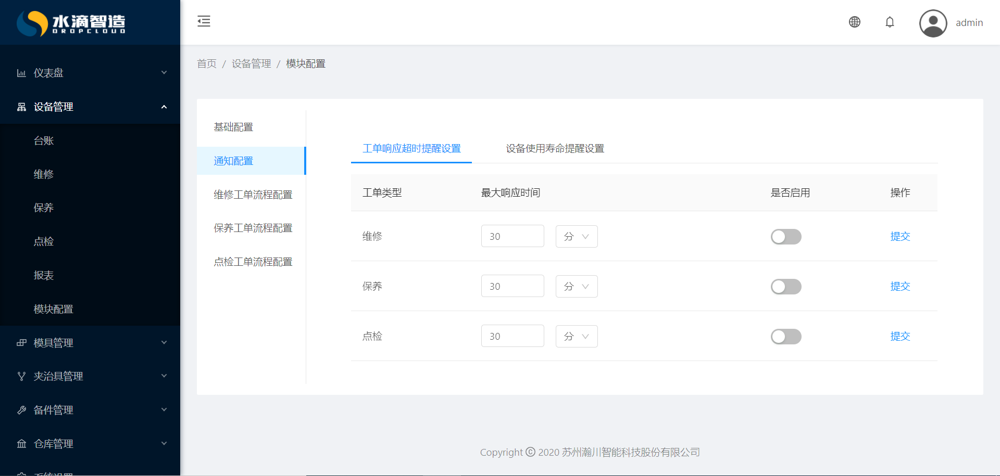 水滴智造
DROPCLOUD
admin
首页 / 设备管理 / 模块配置
仪表盘
设备管理
台账
维修
保养
点检
报表
模块配置
模具管理
夹治具管理
备件管理
仓库管理
系统设置
基础配置
通知配置
维修工单流程配置
保养工单流程配置
点检工单流程配置
工单响应超时提醒设置 设备使用寿命提醒设置
工单类型 最大响应时间 是否启用 操作
维修 30 分 提交
保养 30 分 提交
点检 30 分 提交
Copyright © 2020 苏州瀚川智能科技股份有限公司